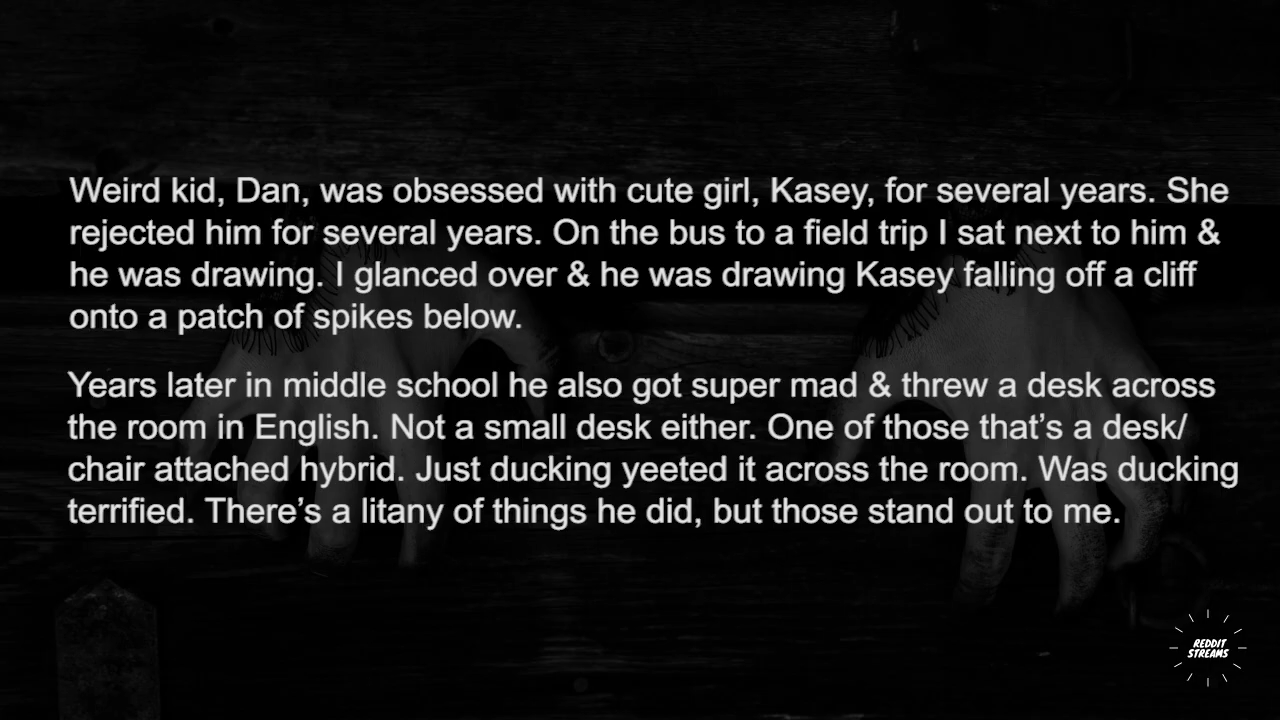 Weird kid, Dan, was obsessed with cute girl, Kasey, for several years. She
rejected him for several years. On the bus to a field trip I sat next to him &
he was drawing. I glanced over & he was drawing Kasey falling off a cliff
onto a patch of spikes below.
Years later in middle school he also got super mad & threw a desk across
the room in English. Not a small desk either. One of those that’s a desk/
chair attached hybrid. Just ducking yeeted it across the room. Was ducking
terrified. There’s a litany of things he did, but those stand out to me.
REDDIT
STREAMS